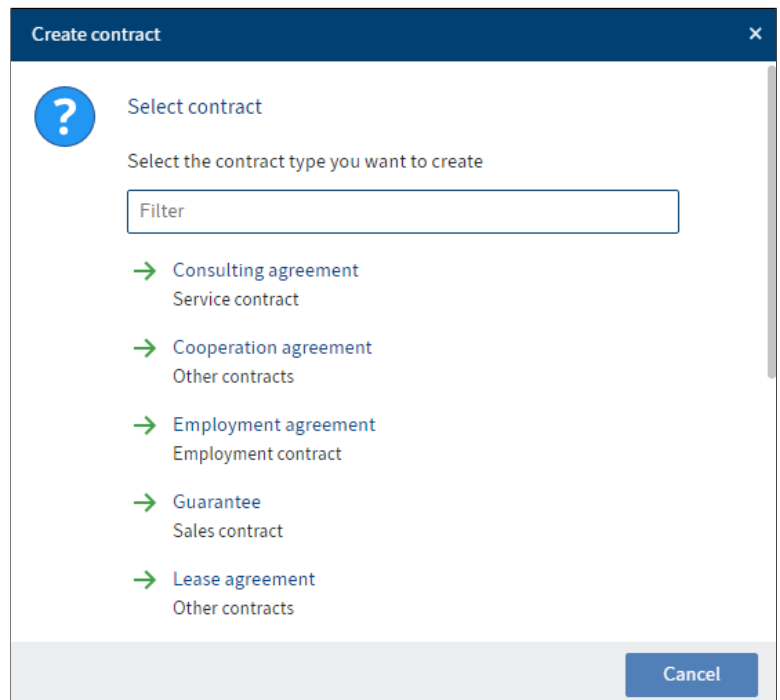 Create contract ×
?
Select contract
Select the contract type you want to create
Filter
Consulting agreement
Service contract
Cooperation agreement
Other contracts
Employment agreement
Employment contract
Guarantee
Sales contract
Lease agreement
Other contracts
Cancel